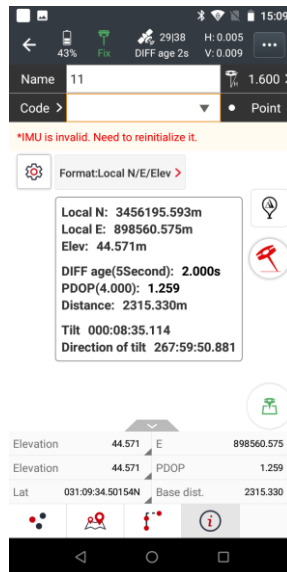 15:09
43%
Fix
29|38
DIFF age 2s
H:0.005
V:0.009
Name 11 1.600
Code > Point
*IMU is invalid. Need to reinitialize it.
Format:Local N/E/Elev >
Local N: 3456195.593m
Local E: 898560.575m
Elev: 44.571m
DIFF age(5Second): 2.000s
PDOP(4.000): 1.259
Distance: 2315.330m
Tilt 000:08:35.114
Direction of tilt 267:59:50.881
Elevation 44.571 E 898560.575
Elevation 44.571 PDOP 1.259
Lat 031:09:34.50154N Base dist. 2315.330